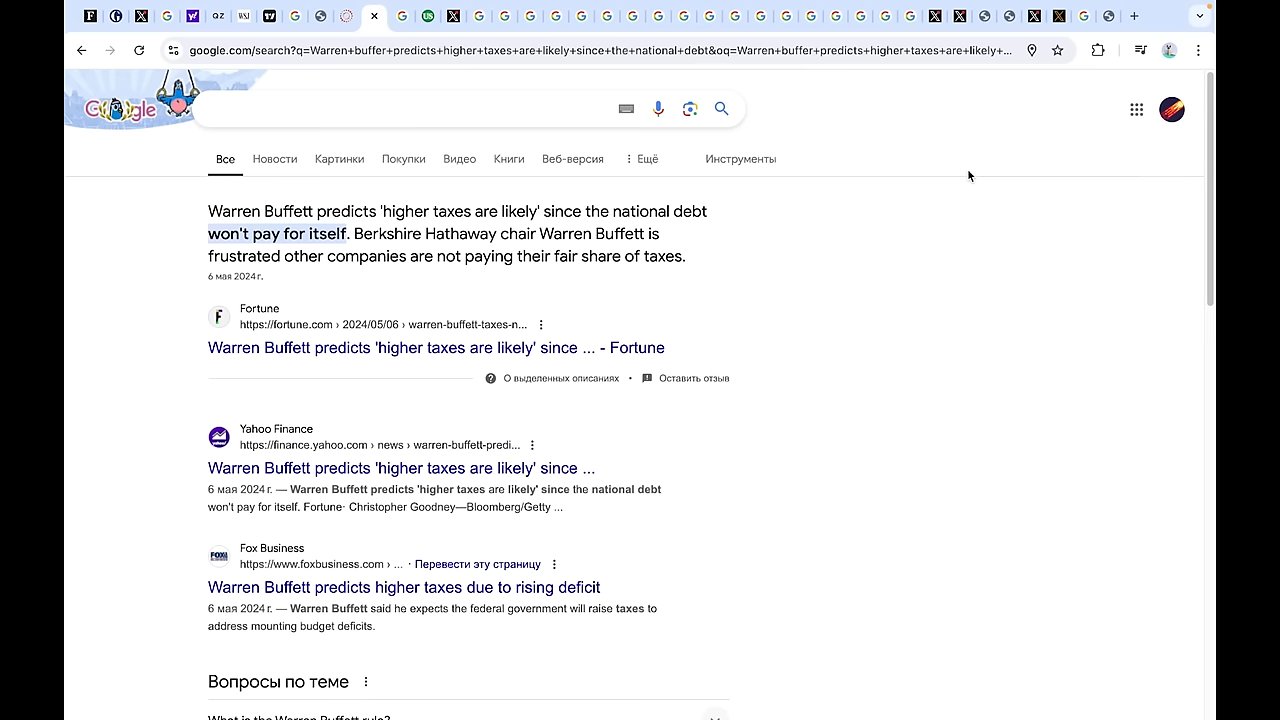 google.com/search?q=Warren+buffer+predicts+higher+taxes+are+likely+since+the+national+debt&oq=Warren+buffer+predicts+higher+taxes+are+likely+...
Google
Все Новости Картинки Покупки Видео Книги Веб-версия Ещё Инструменты
Warren Buffett predicts 'higher taxes are likely' since the national debt
won't pay for itself. Berkshire Hathaway chair Warren Buffett is
frustrated other companies are not paying their fair share of taxes.
6 мая 2024 г.
Fortune
https://fortune.com › 2024/05/06 › warren-buffett-taxes-n...
Warren Buffett predicts 'higher taxes are likely' since ... - Fortune
О выделенных описаниях • Оставить отзыв
Yahoo Finance
https://finance.yahoo.com › news › warren-buffett-predi...
Warren Buffett predicts 'higher taxes are likely' since ...
6 мая 2024 г. — Warren Buffett predicts 'higher taxes are likely' since the national debt
won't pay for itself. Fortune· Christopher Goodney—Bloomberg/Getty ...
Fox Business
https://www.foxbusiness.com › ... · Перевести эту страницу
Warren Buffett predicts higher taxes due to rising deficit
6 мая 2024 г. — Warren Buffett said he expects the federal government will raise taxes to
address mounting budget deficits.
Вопросы по теме
What is the Warren Buffett rule?